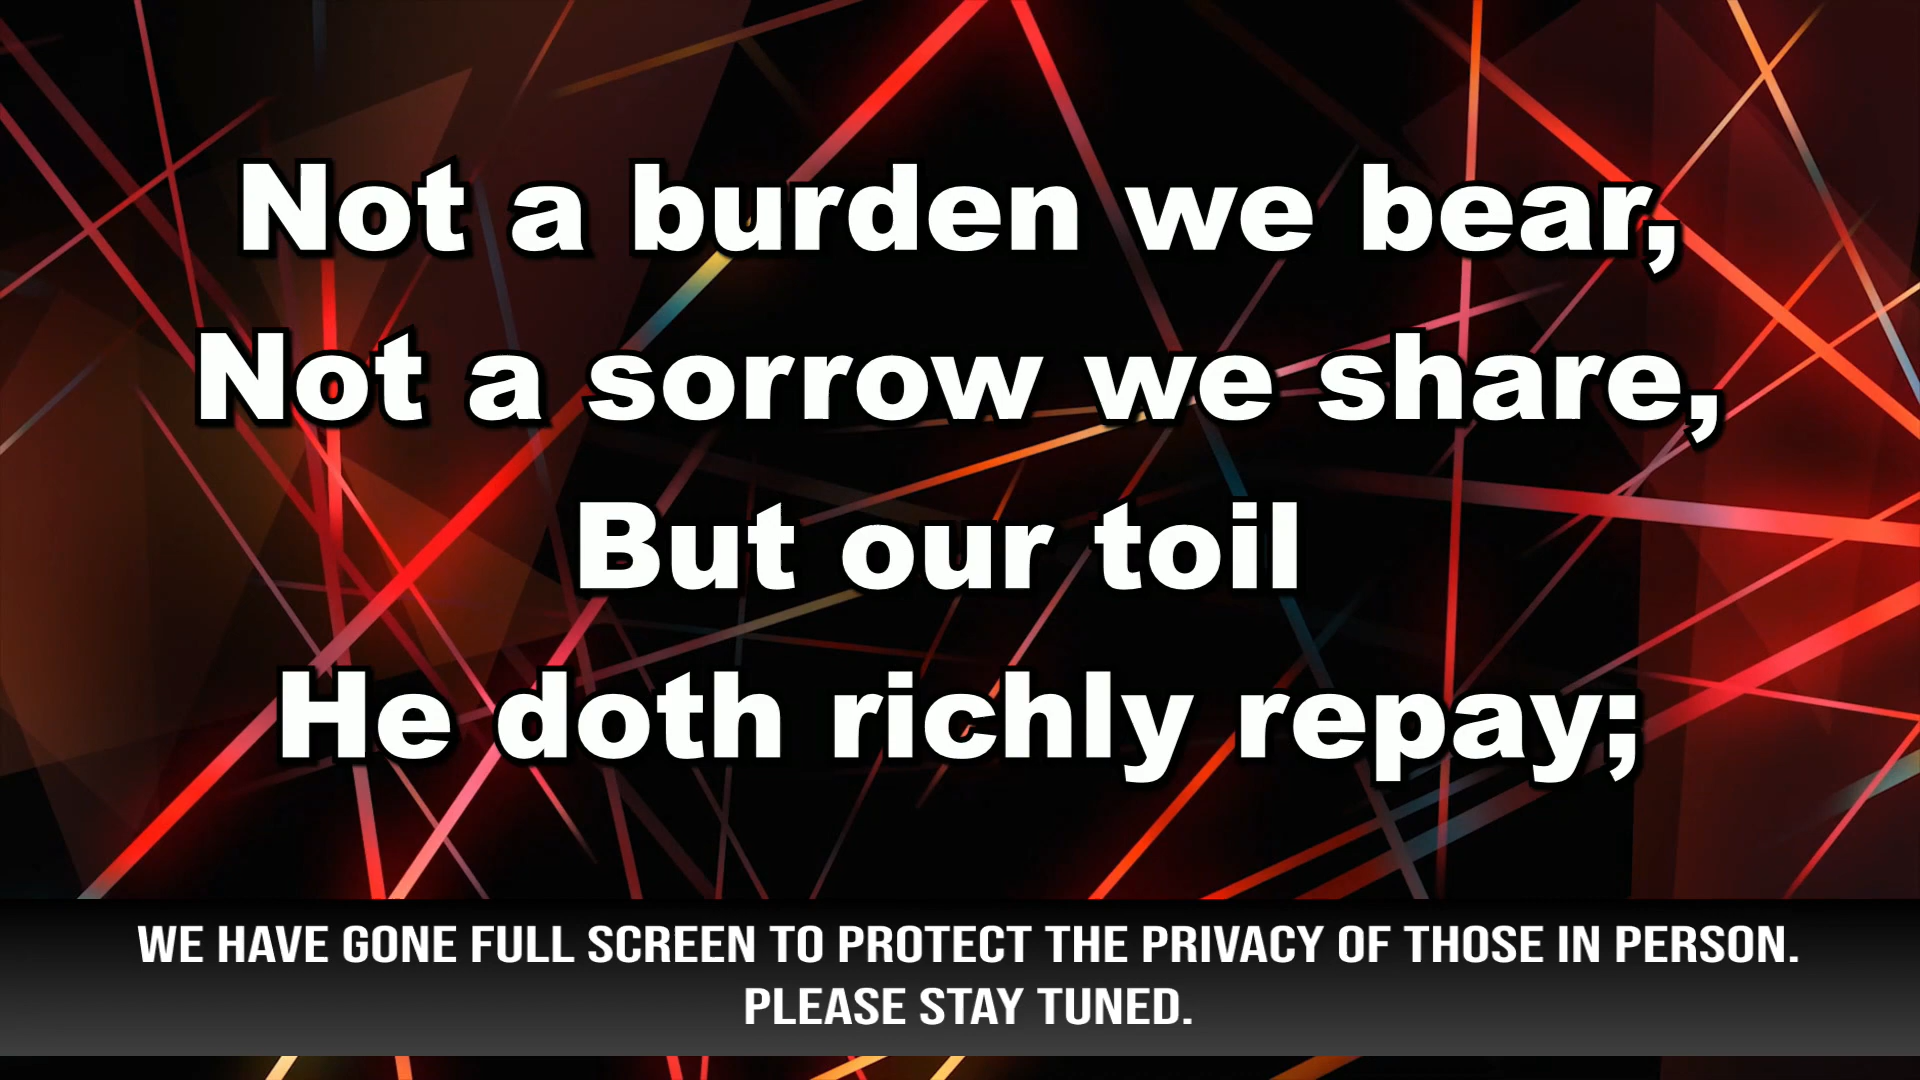 Not a burden we bear,
Not a sorrow we share,
But our toil
He doth richly repay;
WE HAVE GONE FULL SCREEN TO PROTECT THE PRIVACY OF THOSE IN PERSON.
PLEASE STAY TUNED.